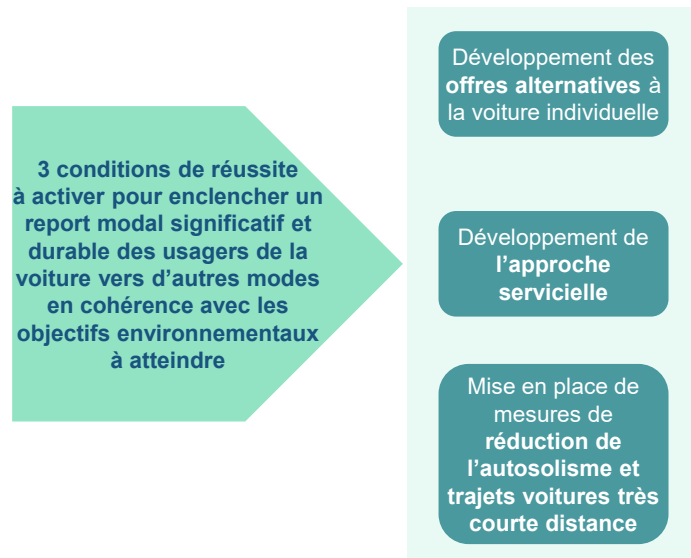 3 conditions de réussite
à activer pour enclencher un
report modal significatif et
durable des usagers de la
voiture vers d’autres modes
en cohérence avec les
objectifs environnementaux
à atteindre
Développement des
offres alternatives à
la voiture individuelle
Développement de
l’approche
servicielle
Mise en place de
mesures de
réduction de
l’autosolisme et
trajets voitures très
courte distance